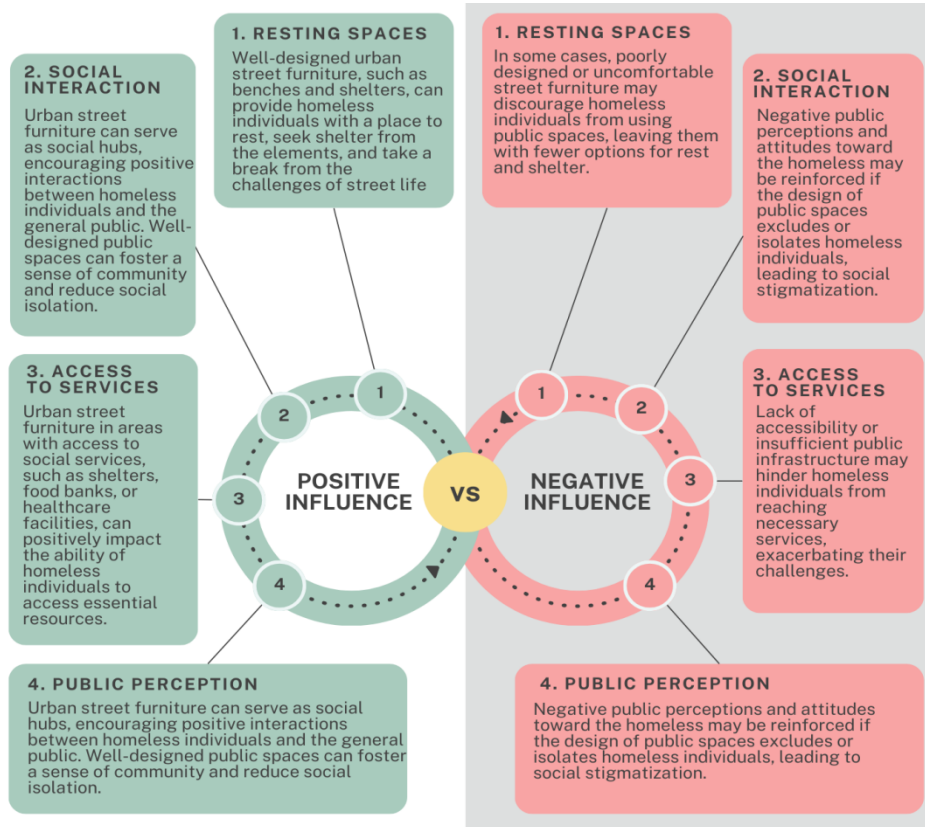 1. RESTING SPACES
Well-designed urban
street furniture, such as
benches and shelters, can
provide homeless
individuals with a place to
rest, seek shelter from
the elements, and take a
break from the
challenges of street life
2. SOCIAL
INTERACTION
Urban street
furniture can serve
as social hubs,
encouraging positive
interactions
between homeless
individuals and the
general public. Well-
designed public
spaces can foster a
sense of community
and reduce social
isolation.
3. ACCESS
TO SERVICES
Urban street
furniture in areas
with access to
social services,
such as shelters,
food banks, or
healthcare
facilities, can
positively impact
the ability of
homeless
individuals to
access essential
resources.
4. PUBLIC PERCEPTION
Urban street furniture can serve as social
hubs, encouraging positive interactions
between homeless individuals and the general
public. Well-designed public spaces can foster
a sense of community and reduce social
isolation.
1
2
3
4
POSITIVE
INFLUENCE
VS
NEGATIVE
INFLUENCE
1
2
3
4
1. RESTING SPACES
In some cases, poorly
designed or uncomfortable
street furniture may
discourage homeless
individuals from using
public spaces, leaving them
with fewer options for rest
and shelter.
2. SOCIAL
INTERACTION
Negative public
perceptions and
attitudes toward
the homeless may
be reinforced if
the design of
public spaces
excludes or
isolates homeless
individuals,
leading to social
stigmatization.
3. ACCESS
TO SERVICES
Lack of
accessibility or
insufficient public
infrastructure may
hinder homeless
individuals from
reaching
necessary
services,
exacerbating their
challenges.
4. PUBLIC PERCEPTION
Negative public perceptions and attitudes
toward the homeless may be reinforced if
the design of public spaces excludes or
isolates homeless individuals, leading to
social stigmatization.